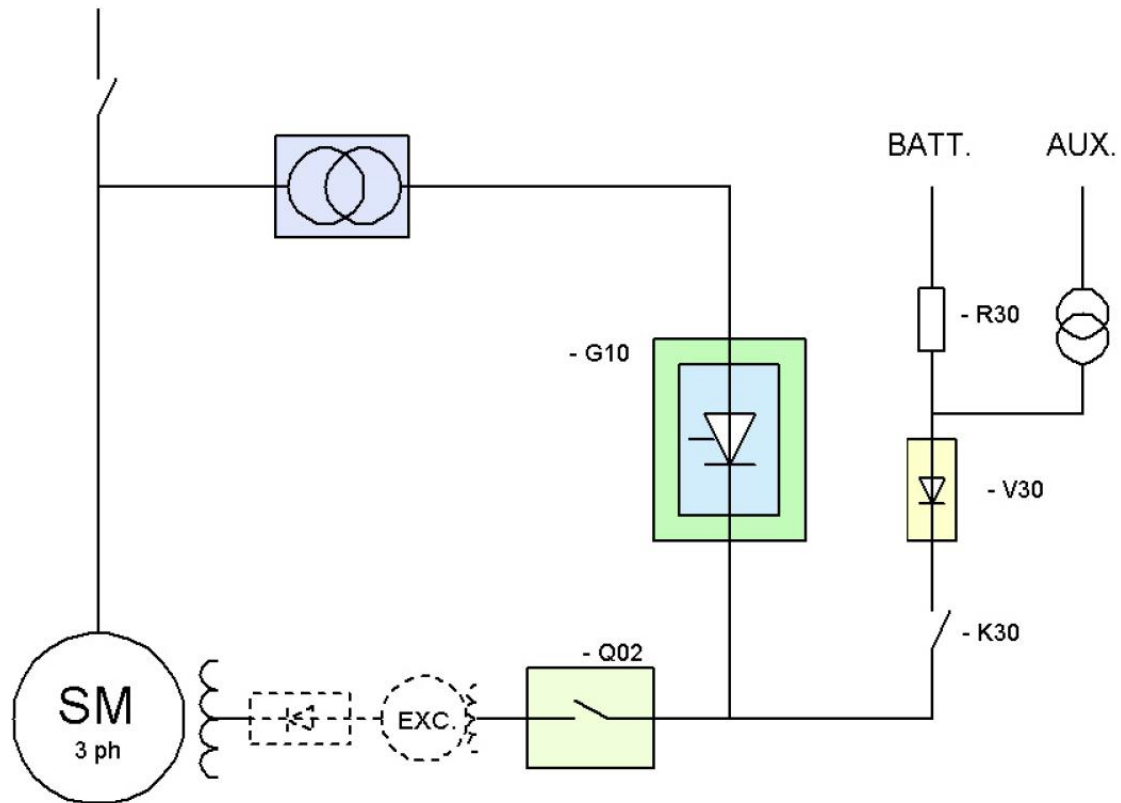 BATT. AUX.
- R30
- G10
- V30
- K30
- Q02
SM
3 ph
EXC.